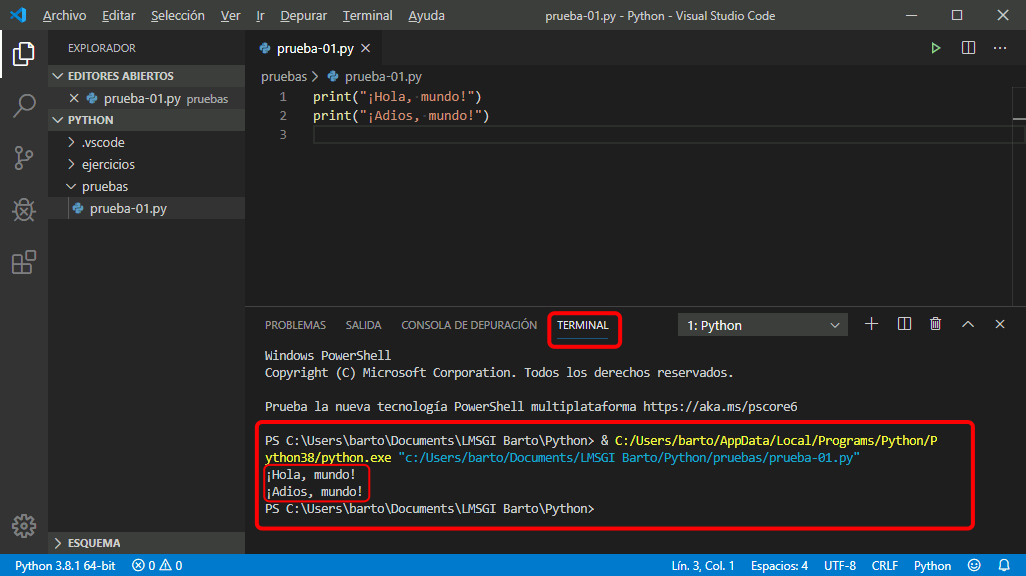 Archivo Editar Selección Ver Ir Depurar Terminal Ayuda prueba-01.py - Python - Visual Studio Code
EXPLORADOR
EDITORES ABIERTOS
prueba-01.py pruebas
PYTHON
.vscode
ejercicios
pruebas
prueba-01.py
ESQUEMA
prueba-01.py
pruebas > prueba-01.py
1 print("¡Hola, mundo!")
2 print("¡Adios, mundo!")
3
PROBLEMAS SALIDA CONSOLA DE DEPURACIÓN TERMINAL 1: Python
Windows PowerShell
Copyright (C) Microsoft Corporation. Todos los derechos reservados.
Prueba la nueva tecnología PowerShell multiplataforma https://aka.ms/pscore6
PS C:\Users\barto\Documents\LMSGI Barto\Python> & C:/Users/barto/AppData/Local/Programs/Python/P
ython38/python.exe "c:/Users/barto/Documents/LMSGI Barto/Python/pruebas/prueba-01.py"
¡Hola, mundo!
¡Adios, mundo!
PS C:\Users\barto\Documents\LMSGI Barto\Python>
Python 3.8.1 64-bit 0 0 Lín. 3, Col. 1 Espacios: 4 UTF-8 CRLF Python